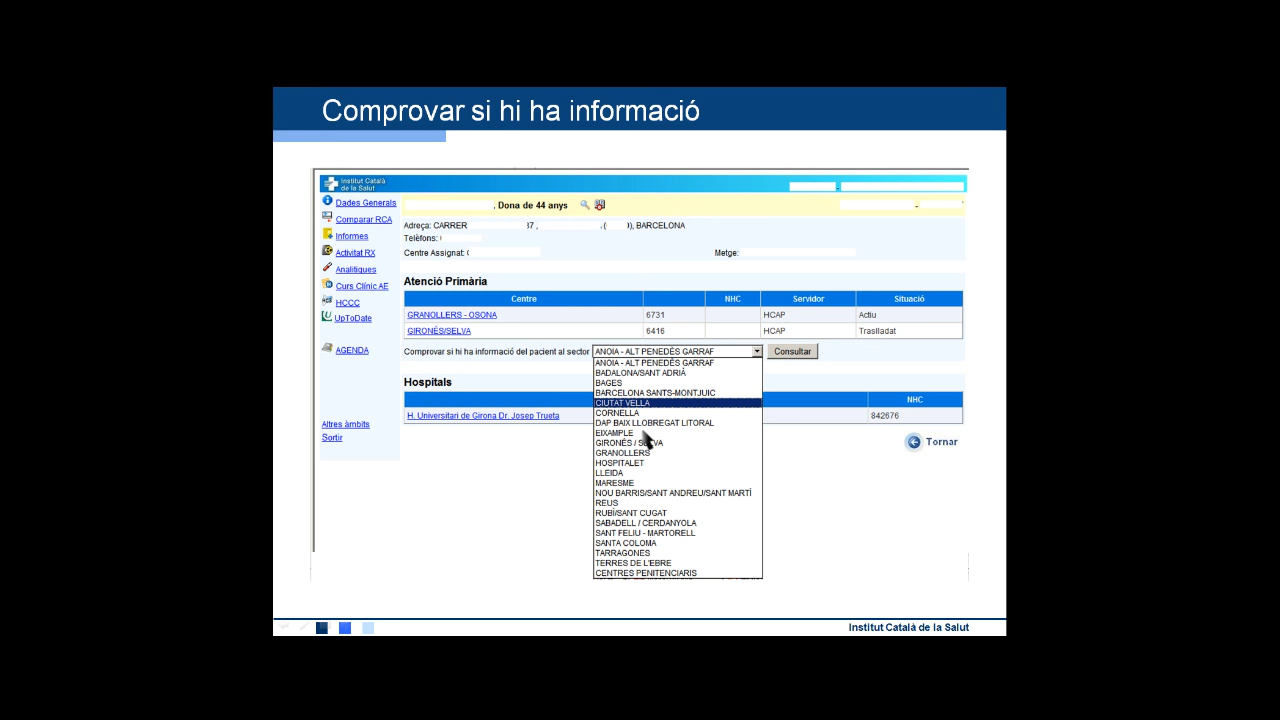 Comprovar si hi ha informació
Institut Català
de la Salut
Dades Generals
Comparar RCA
Informes
Activitat RX
Analítiques
Curs Clínic AE
HCCC
UpToDate
AGENDA
Altres àmbits
Sortir
, Dona de 44 anys
Adreça: CARRER 37 , , ( ), BARCELONA
Telèfons:
Centre Assignat:
Metge:
Atenció Primària
Centre NHC Servidor Situació
GRANOLLERS - OSONA 6731 HCAP Actiu
GIRONÉS/SELVA 6416 HCAP Traslladat
Comprovar si hi ha informació del pacient al sector ANOIA - ALT PENEDÉS GARRAF Consultar
ANOIA - ALT PENEDÉS GARRAF
BADALONA/SANT ADRIÀ
BAGES
BARCELONA SANTS-MONTJUIC
CIUTAT VELLA
CORNELLA
DAP BAIX LLOBREGAT LITORAL
EIXAMPLE
GIRONÉS / SELVA
GRANOLLERS
HOSPITALET
LLEIDA
MARESME
NOU BARRIS/SANT ANDREU/SANT MARTÍ
REUS
RUBÍ/SANT CUGAT
SABADELL / CERDANYOLA
SANT FELIU - MARTORELL
SANTA COLOMA
TARRAGONES
TERRES DE L'EBRE
CENTRES PENITENCIARIS
Hospitals
NHC
H. Universitari de Girona Dr. Josep Trueta 842676
Tornar
Institut Català de la Salut